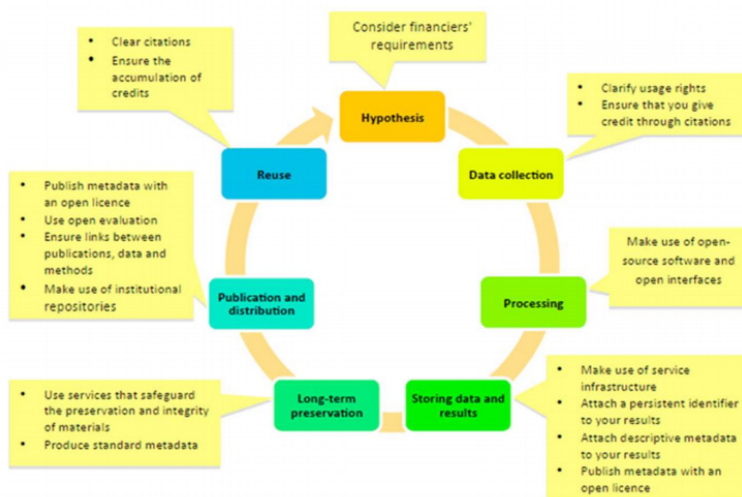 Consider financiers'
requirements
Hypothesis
• Clarify usage rights
• Ensure that you give
credit through citations
Data collection
Make use of open-
source software and
open interfaces
Processing
• Make use of service
infrastructure
• Attach a persistent identifier
to your results
• Attach descriptive metadata
to your results
• Publish metadata with an
open licence
Storing data and
results
• Use services that safeguard
the preservation and integrity
of materials
• Produce standard metadata
Long-term
preservation
• Publish metadata with
an open licence
• Use open evaluation
• Ensure links between
publications, data and
methods
• Make use of institutional
repositories
Publication and
distribution
• Clear citations
• Ensure the
accumulation of
credits
Reuse